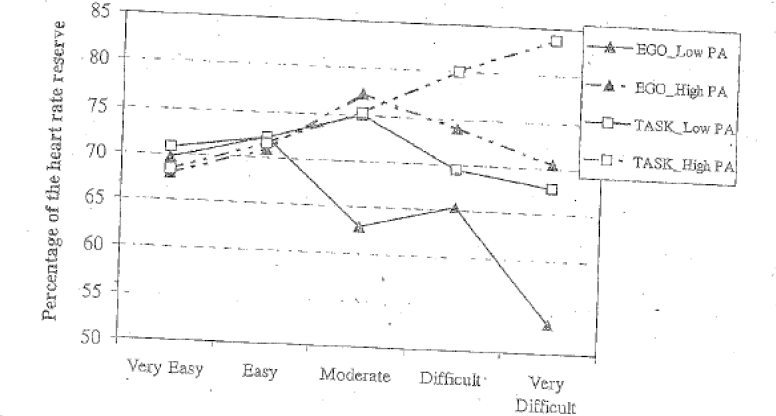 Percentage of the heart rate reserve
85
80
75
70
65
60
55
50
Very Easy
Easy
Moderate
Difficult
Very
Difficult
EGO_Low PA
EGO_High PA
TASK_Low PA
TASK_High PA